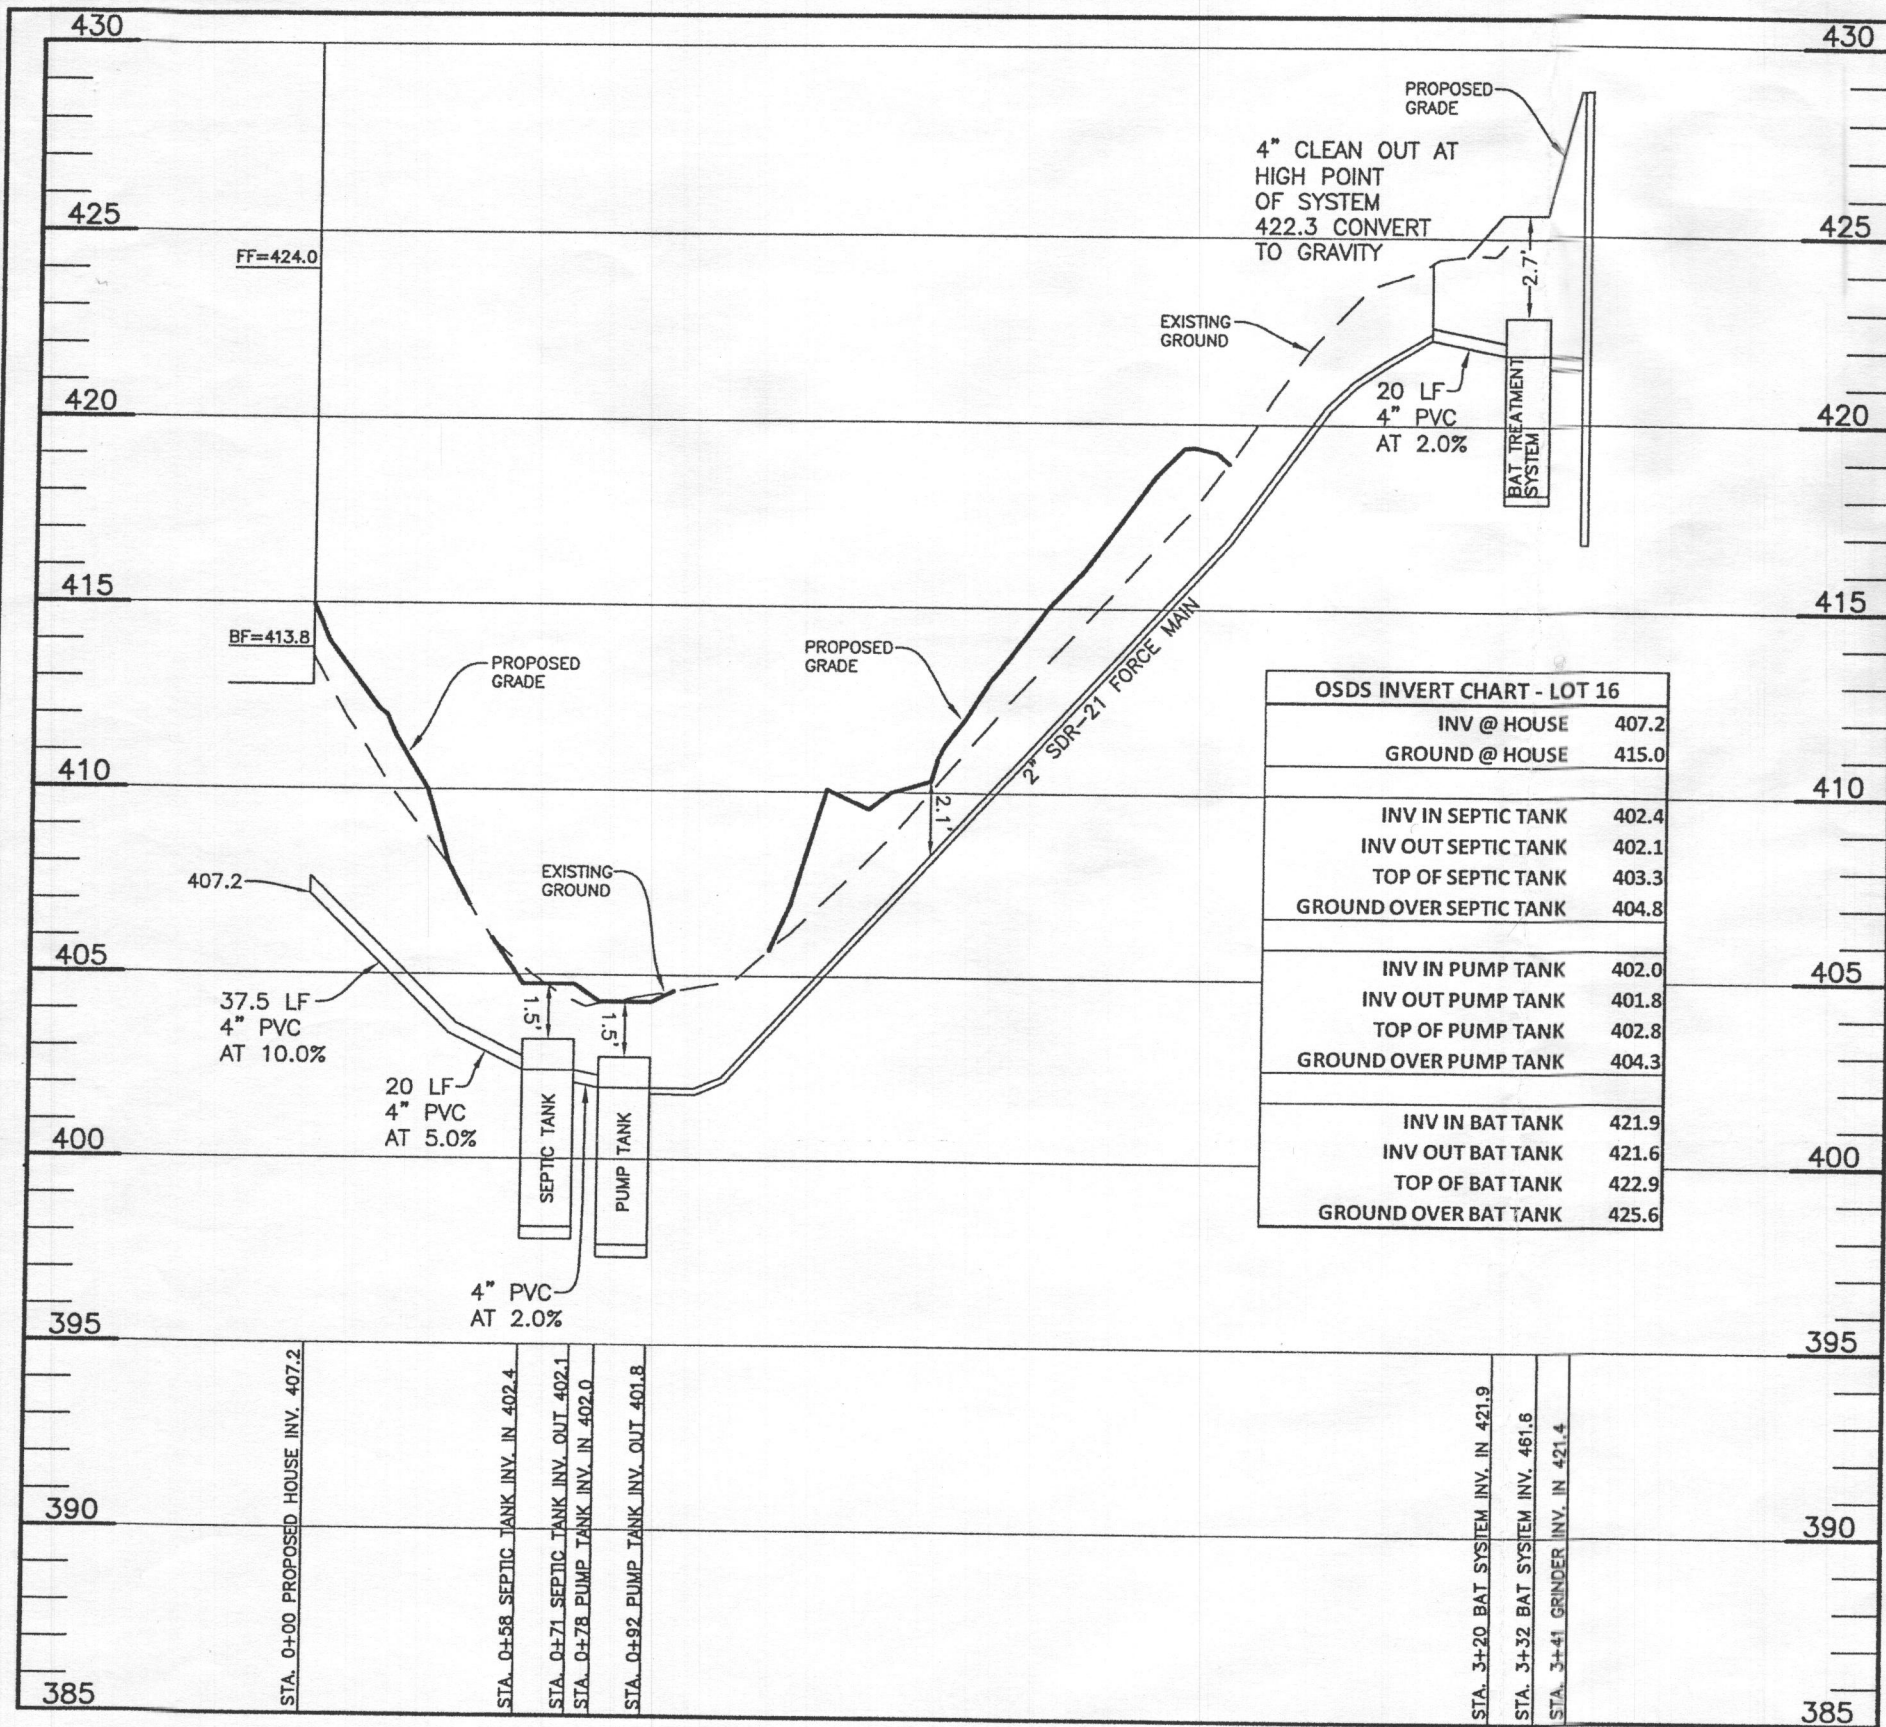 430
430
425
425
420
420
415
415
410
410
405
405
400
400
395
395
390
390
385
385
FF=424.0
BF=413.8
PROPOSED
GRADE
407.2
37.5 LF
4" PVC
AT 10.0%
20 LF
4" PVC
AT 5.0%
EXISTING
GROUND
1.5'
1.5'
SEPTIC TANK
PUMP TANK
4" PVC
AT 2.0%
PROPOSED
GRADE
2.1'
2" SDR-21 FORCE MAIN
EXISTING
GROUND
4" CLEAN OUT AT
HIGH POINT
OF SYSTEM
422.3 CONVERT
TO GRAVITY
PROPOSED
GRADE
2.7'
20 LF
4" PVC
AT 2.0%
BAT TREATMENT
SYSTEM
OSDS INVERT CHART - LOT 16
INV @ HOUSE 407.2
GROUND @ HOUSE 415.0
INV IN SEPTIC TANK 402.4
INV OUT SEPTIC TANK 402.1
TOP OF SEPTIC TANK 403.3
GROUND OVER SEPTIC TANK 404.8
INV IN PUMP TANK 402.0
INV OUT PUMP TANK 401.8
TOP OF PUMP TANK 402.8
GROUND OVER PUMP TANK 404.3
INV IN BAT TANK 421.9
INV OUT BAT TANK 421.6
TOP OF BAT TANK 422.9
GROUND OVER BAT TANK 425.6
STA. 0+00 PROPOSED HOUSE INV. 407.2
STA. 0+58 SEPTIC TANK INV. IN 402.4
STA. 0+71 SEPTIC TANK INV. OUT 402.1
STA. 0+78 PUMP TANK INV. IN 402.0
STA. 0+92 PUMP TANK INV. OUT 401.8
STA. 3+20 BAT SYSTEM INV. IN 421.9
STA. 3+32 BAT SYSTEM INV. 461.6
STA. 3+41 GRINDER INV. IN 421.4